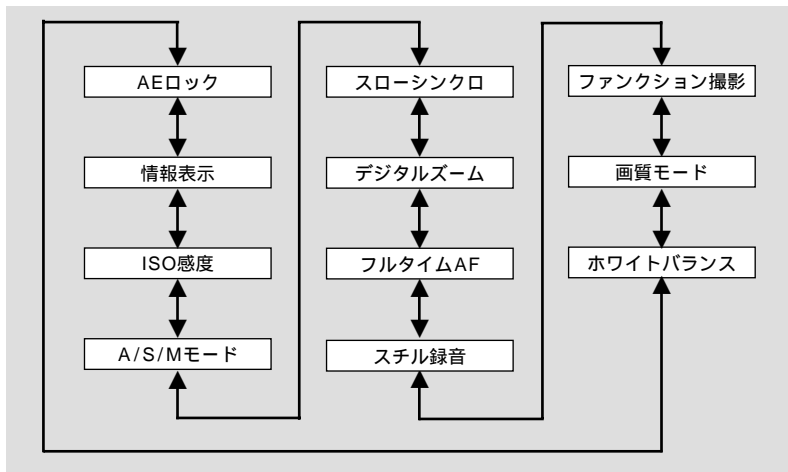 AEロック
情報表示
ISO感度
A/S/Mモード
スローシンクロ
デジタルズーム
フルタイムAF
スチル録音
ファンクション撮影
画質モード
ホワイトバランス